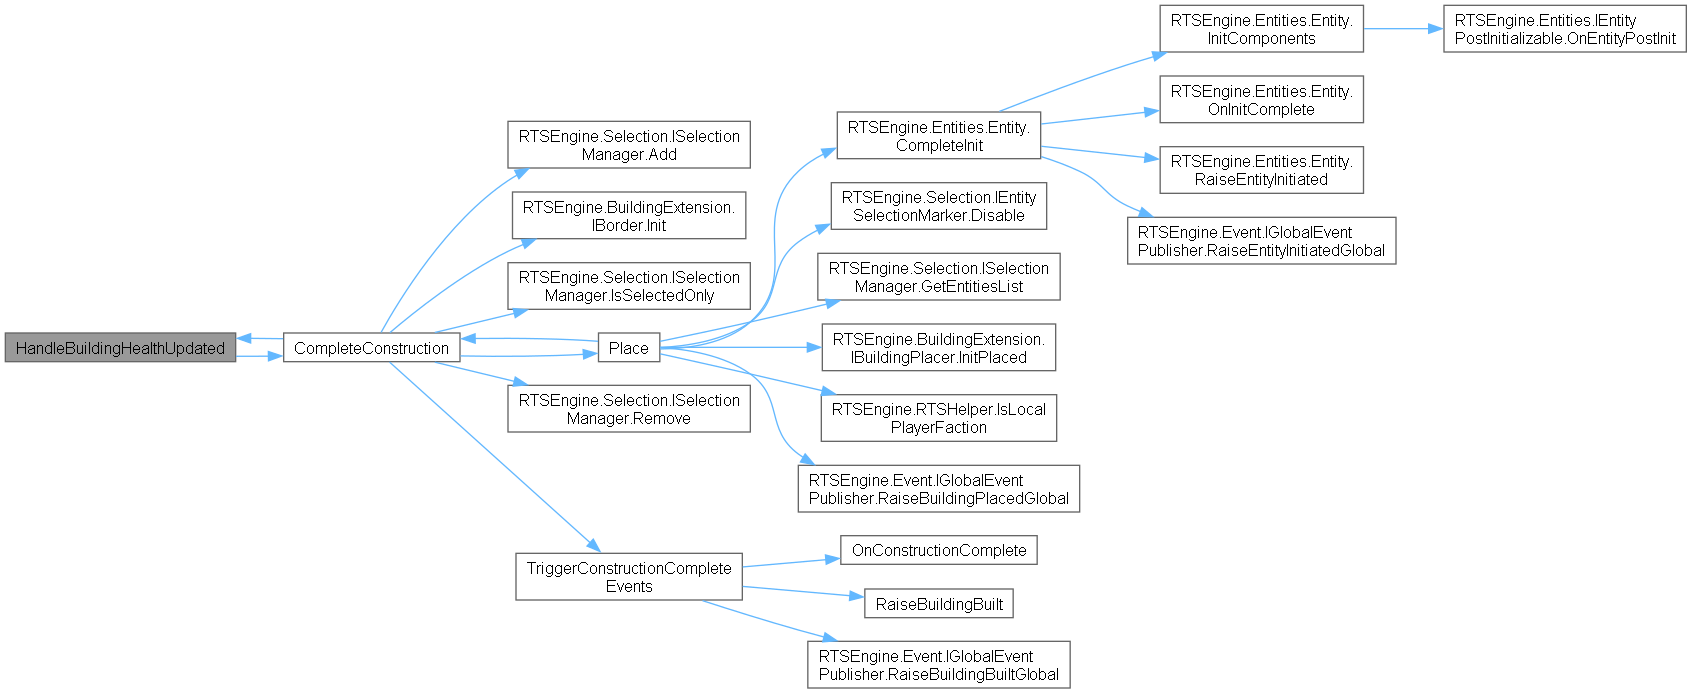 HandleBuildingHealthUpdated
CompleteConstruction
RTSEngine.Selection.ISelection
Manager.Add
RTSEngine.BuildingExtension.
IBorder.Init
RTSEngine.Selection.ISelection
Manager.IsSelectedOnly
Place
RTSEngine.Selection.ISelection
Manager.Remove
TriggerConstructionComplete
Events
RTSEngine.Entities.Entity.
CompleteInit
RTSEngine.Selection.IEntity
SelectionMarker.Disable
RTSEngine.Selection.ISelection
Manager.GetEntitiesList
RTSEngine.BuildingExtension.
IBuildingPlacer.InitPlaced
RTSEngine.RTSHelper.IsLocal
PlayerFaction
RTSEngine.Event.IGlobalEvent
Publisher.RaiseBuildingPlacedGlobal
OnConstructionComplete
RaiseBuildingBuilt
RTSEngine.Event.IGlobalEvent
Publisher.RaiseBuildingBuiltGlobal
RTSEngine.Entities.Entity.
InitComponents
RTSEngine.Entities.Entity.
OnInitComplete
RTSEngine.Entities.Entity.
RaiseEntityInitiated
RTSEngine.Event.IGlobalEvent
Publisher.RaiseEntityInitiatedGlobal
RTSEngine.Entities.IEntity
PostInitializable.OnEntityPostInit